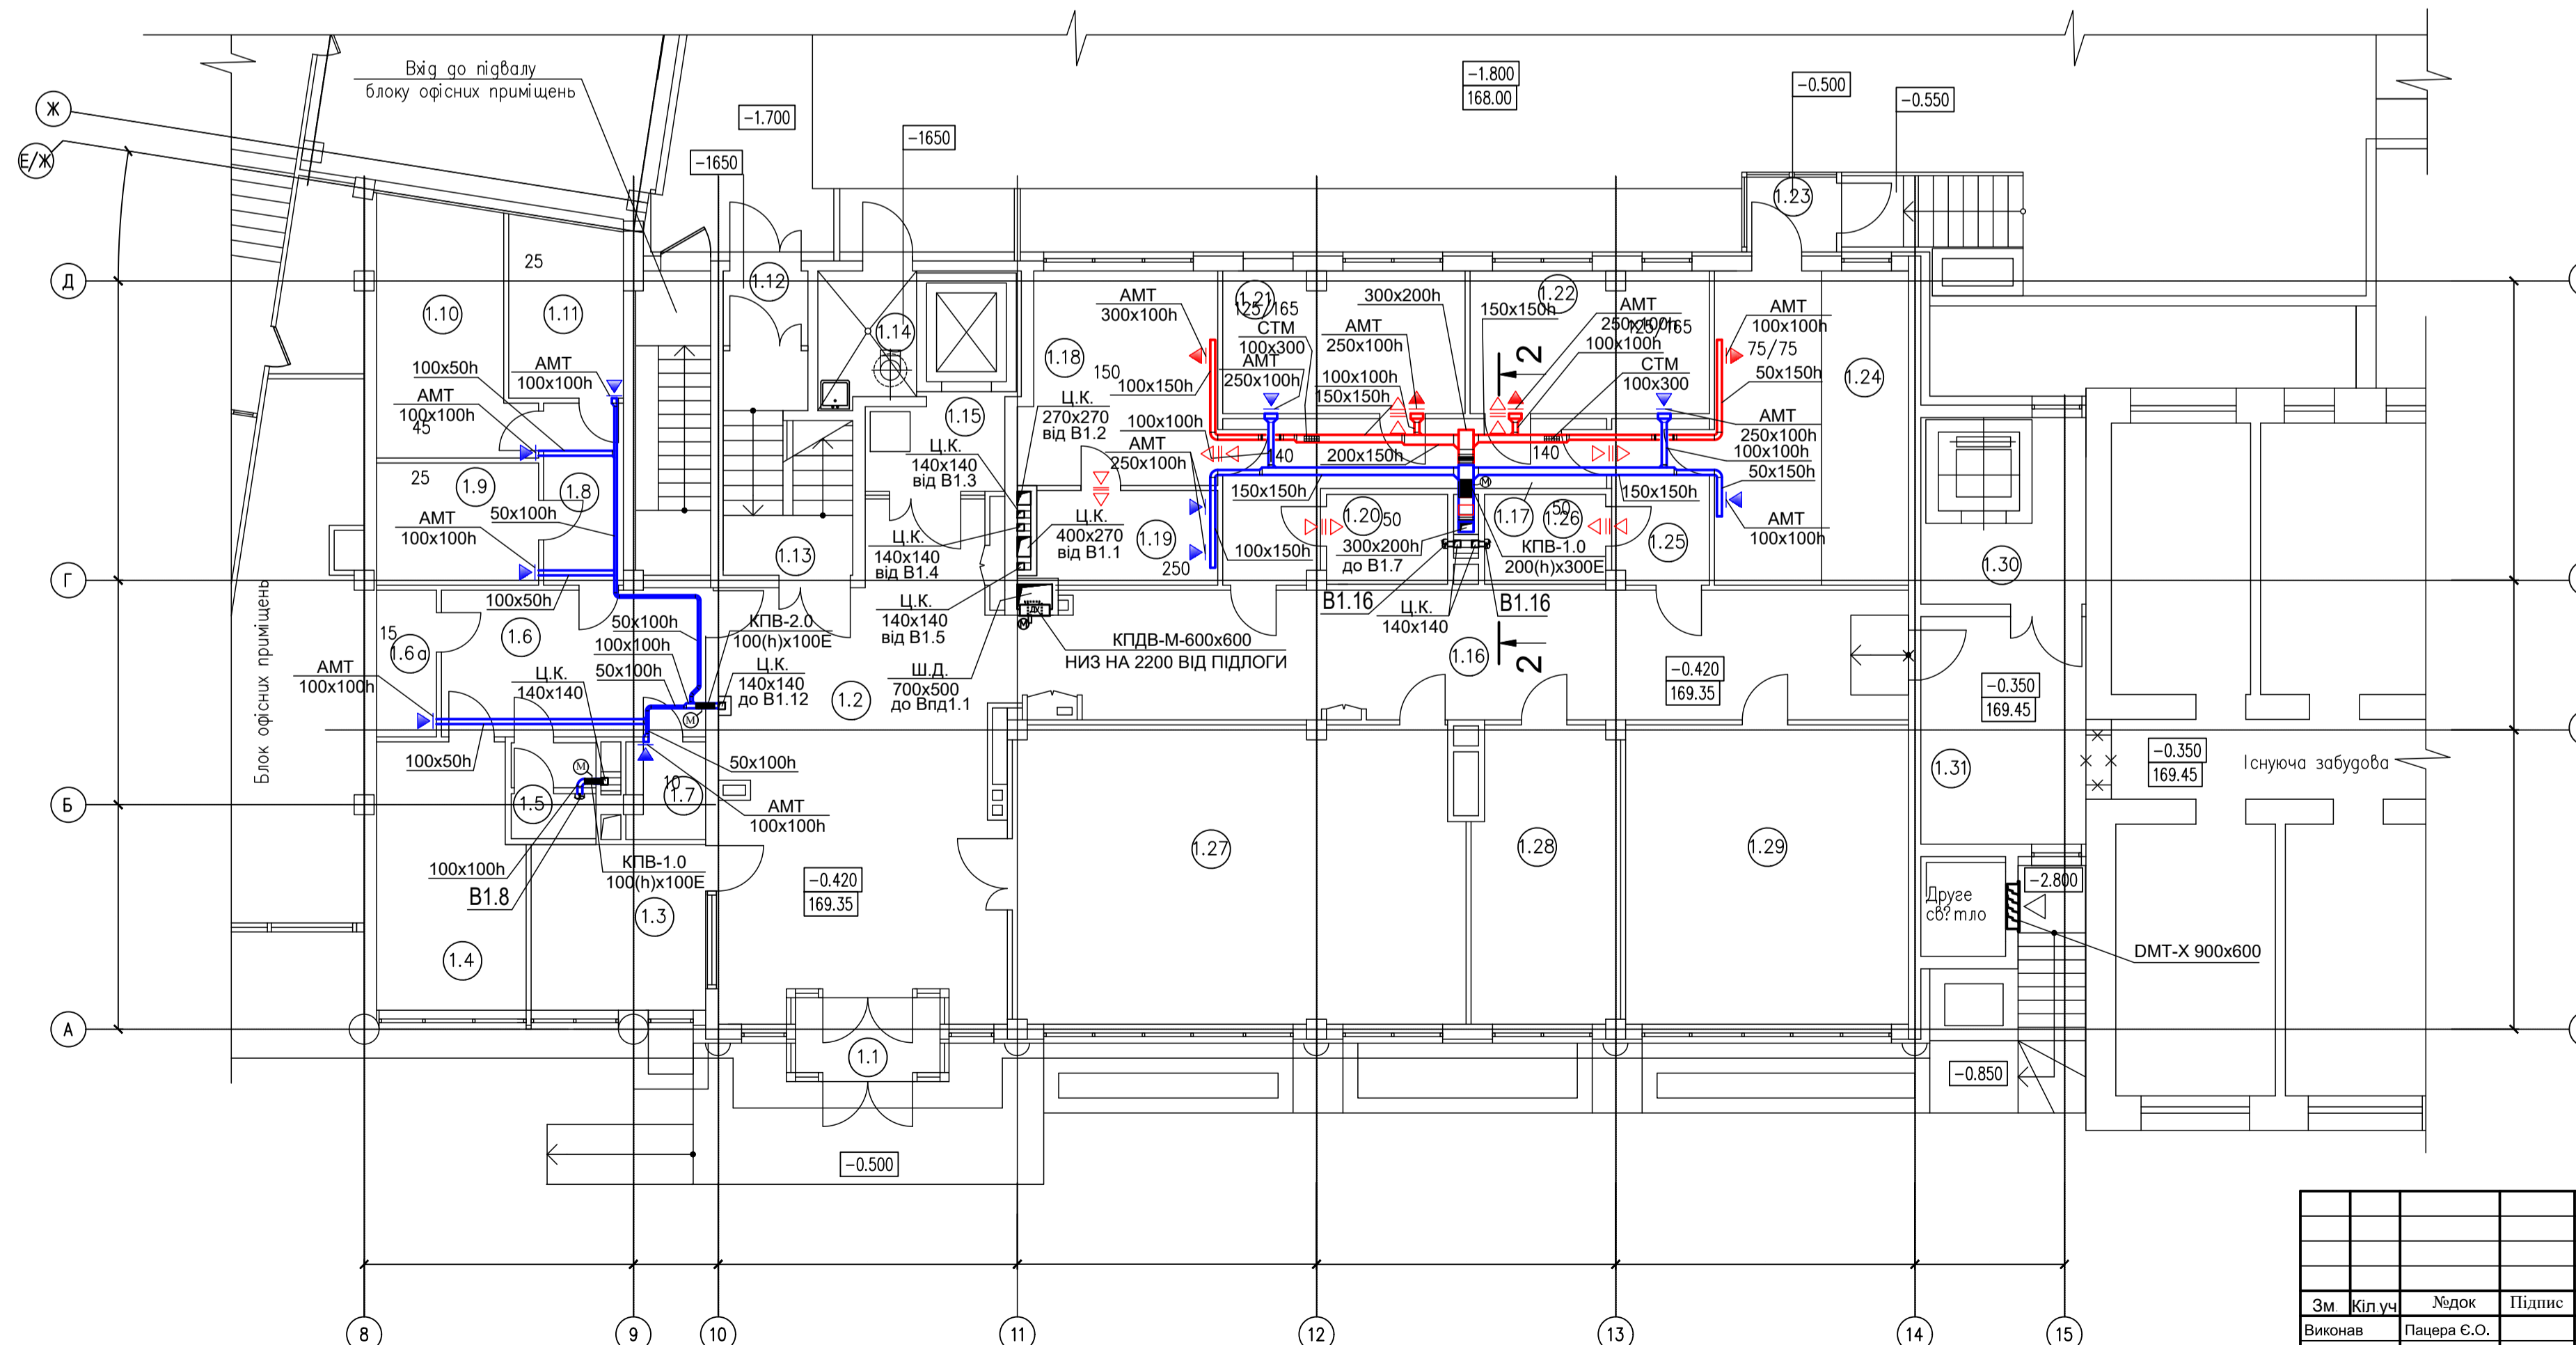 Вхід до підвалу
блоку офісних приміщень
-1.700
-1650
-1650
-1.800
168.00
-0.500
-0.550
Ж
Е/Ж
Д
Г
Б
А
1.23
25
1.10
1.11
1.12
1.14
1.15
100x50h
АМТ
100x100h
АМТ
100x100h
45
25
1.9
1.8
50x100h
АМТ
100x100h
100x50h
1.13
АМТ
300x100h
1.18
150
100x150h
1.21
125/165
СТМ
100x300
АМТ
250x100h
300x200h
АМТ
250x100h
100x100h
150x150h
150x150h
1.22
АМТ
250x100h
125/165
100x100h
СТМ
100x300
2
АМТ
100x100h
75/75
50x150h
1.24
АМТ
250x100h
100x100h
50x150h
АМТ
100x100h
Ц.К.
270x270
від В1.2
Ц.К.
140x140
від В1.3
100x100h
АМТ
250x100h
140
200x150h
140
150x150h
150x150h
Ц.К.
400x270
від В1.1
Ц.К.
140x140
від В1.4
1.19
250
100x150h
1.20
50
300x200h
до В1.7
М
1.17
50
1.26
КПВ-1.0
200(h)x300E
1.25
Ц.К.
140x140
від В1.5
М
КПДВ-М-600x600
НИЗ НА 2200 ВІД ПІДЛОГИ
Ш.Д.
700x500
до Впд1.1
В1.16
Ц.К.
140x140
В1.16
1.16
2
-0.420
169.35
1.30
-0.350
169.45
-0.350
169.45
Існуюча забудова
1.31
Блок офісних приміщень
15
1.6а
1.6
АМТ
100x100h
Ц.К.
140x140
50x100h
100x100h
50x100h
КПВ-2.0
100(h)x100E
Ц.К.
140x140
до В1.12
М
1.2
100x50h
50x100h
М
1.5
10
1.7
АМТ
100x100h
100x100h
КПВ-1.0
100(h)x100E
В1.8
1.3
1.4
-0.420
169.35
1.27
1.28
1.29
Друге
св?тло
-2.800
DMT-X 900x600
1.1
-0.850
-0.500
8
9
10
11
12
13
14
15
Зм.
Кіл.уч
№док
Підпис
Виконав
Пацера Є.О.